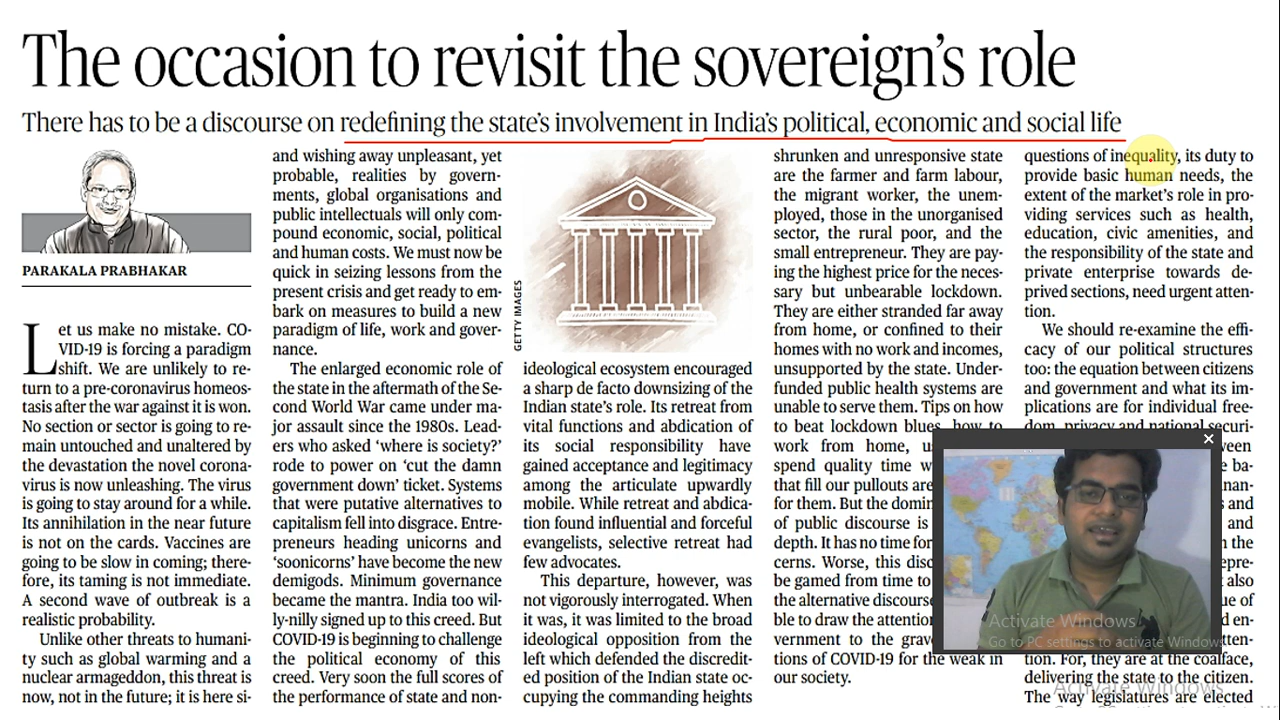 The occasion to revisit the sovereign's role
There has to be a discourse on redefining the state's involvement in India's political, economic and social life
PARAKALA PRABHAKAR
Let us make no mistake. CO-
VID-19 is forcing a paradigm
shift. We are unlikely to re-
turn to a pre-coronavirus homeos-
tasis after the war against it is won.
No section or sector is going to re-
main untouched and unaltered by
the devastation the novel corona-
virus is now unleashing. The virus
is going to stay around for a while.
Its annihilation in the near future
is not on the cards. Vaccines are
going to be slow in coming; there-
fore, its taming is not immediate.
A second wave of outbreak is a
realistic probability.
Unlike other threats to humani-
ty such as global warming and a
nuclear armageddon, this threat is
now, not in the future; it is here si-
and wishing away unpleasant, yet
probable, realities by govern-
ments, global organisations and
public intellectuals will only com-
pound economic, social, political
and human costs. We must now be
quick in seizing lessons from the
present crisis and get ready to em-
bark on measures to build a new
paradigm of life, work and gover-
nance.
The enlarged economic role of
the state in the aftermath of the Se-
cond World War came under ma-
jor assault since the 1980s. Lead-
ers who asked ‘where is society?’
rode to power on ‘cut the damn
government down’ ticket. Systems
that were putative alternatives to
capitalism fell into disgrace. Entre-
preneurs heading unicorns and
‘soonicorns’ have become the new
demigods. Minimum governance
became the mantra. India too wil-
ly-nilly signed up to this creed. But
COVID-19 is beginning to challenge
the political economy of this
creed. Very soon the full scores of
the performance of state and non-
GETTY IMAGES
ideological ecosystem encouraged
a sharp de facto downsizing of the
Indian state's role. Its retreat from
vital functions and abdication of
its social responsibility have
gained acceptance and legitimacy
among the articulate upwardly
mobile. While retreat and abdica-
tion found influential and forceful
evangelists, selective retreat had
few advocates.
This departure, however, was
not vigorously interrogated. When
it was, it was limited to the broad
ideological opposition from the
left which defended the discredit-
ed position of the Indian state oc-
cupying the commanding heights
shrunken and unresponsive state
are the farmer and farm labour,
the migrant worker, the unem-
ployed, those in the unorganised
sector, the rural poor, and the
small entrepreneur. They are pay-
ing the highest price for the neces-
sary but unbearable lockdown.
They are either stranded far away
from home, or confined to their
homes with no work and incomes,
unsupported by the state. Under-
funded public health systems are
unable to serve them. Tips on how
to beat lockdown blues, how to
work from home,
spend quality time
that fill our pullouts are
for them. But the
of public discourse is
depth. It has no time for
cerns. Worse, this
be gamed from time to
the alternative
ble to draw the
vernment to the
tions of COVID-19 for the weak in
our society.
questions of inequality, its duty to
provide basic human needs, the
extent of the market's role in pro-
viding services such as health,
education, civic amenities, and
the responsibility of the state and
private enterprise towards de-
prived sections, need urgent atten-
tion.
We should re-examine the effi-
cacy of our political structures
too: the equation between citizens
and government and what its im-
plications are for individual free-
dom, privacy and national securi-
and
and
the
also
of
tion. For, they are at the coalface,
delivering the state to the citizen.
The way legislatures are elected
Activate Windows
Go to PC settings to activate Windows
Activate Windows